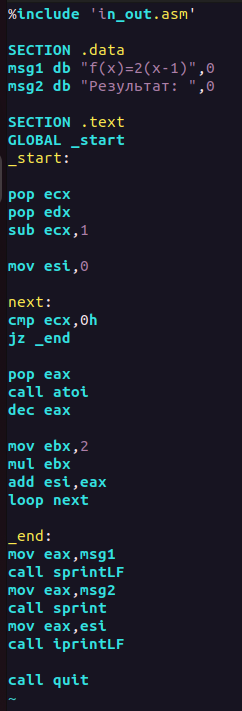 %include 'in_out.asm'
SECTION .data
msg1 db "f(x)=2(x-1)",0
msg2 db "Результат: ",0
SECTION .text
GLOBAL _start
_start:
pop ecx
pop edx
sub ecx,1
mov esi,0
next:
cmp ecx,0h
jz _end
pop eax
call atoi
dec eax
mov ebx,2
mul ebx
add esi,eax
loop next
_end:
mov eax,msg1
call sprintLF
mov eax,msg2
call sprint
mov eax,esi
call iprintLF
call quit
~